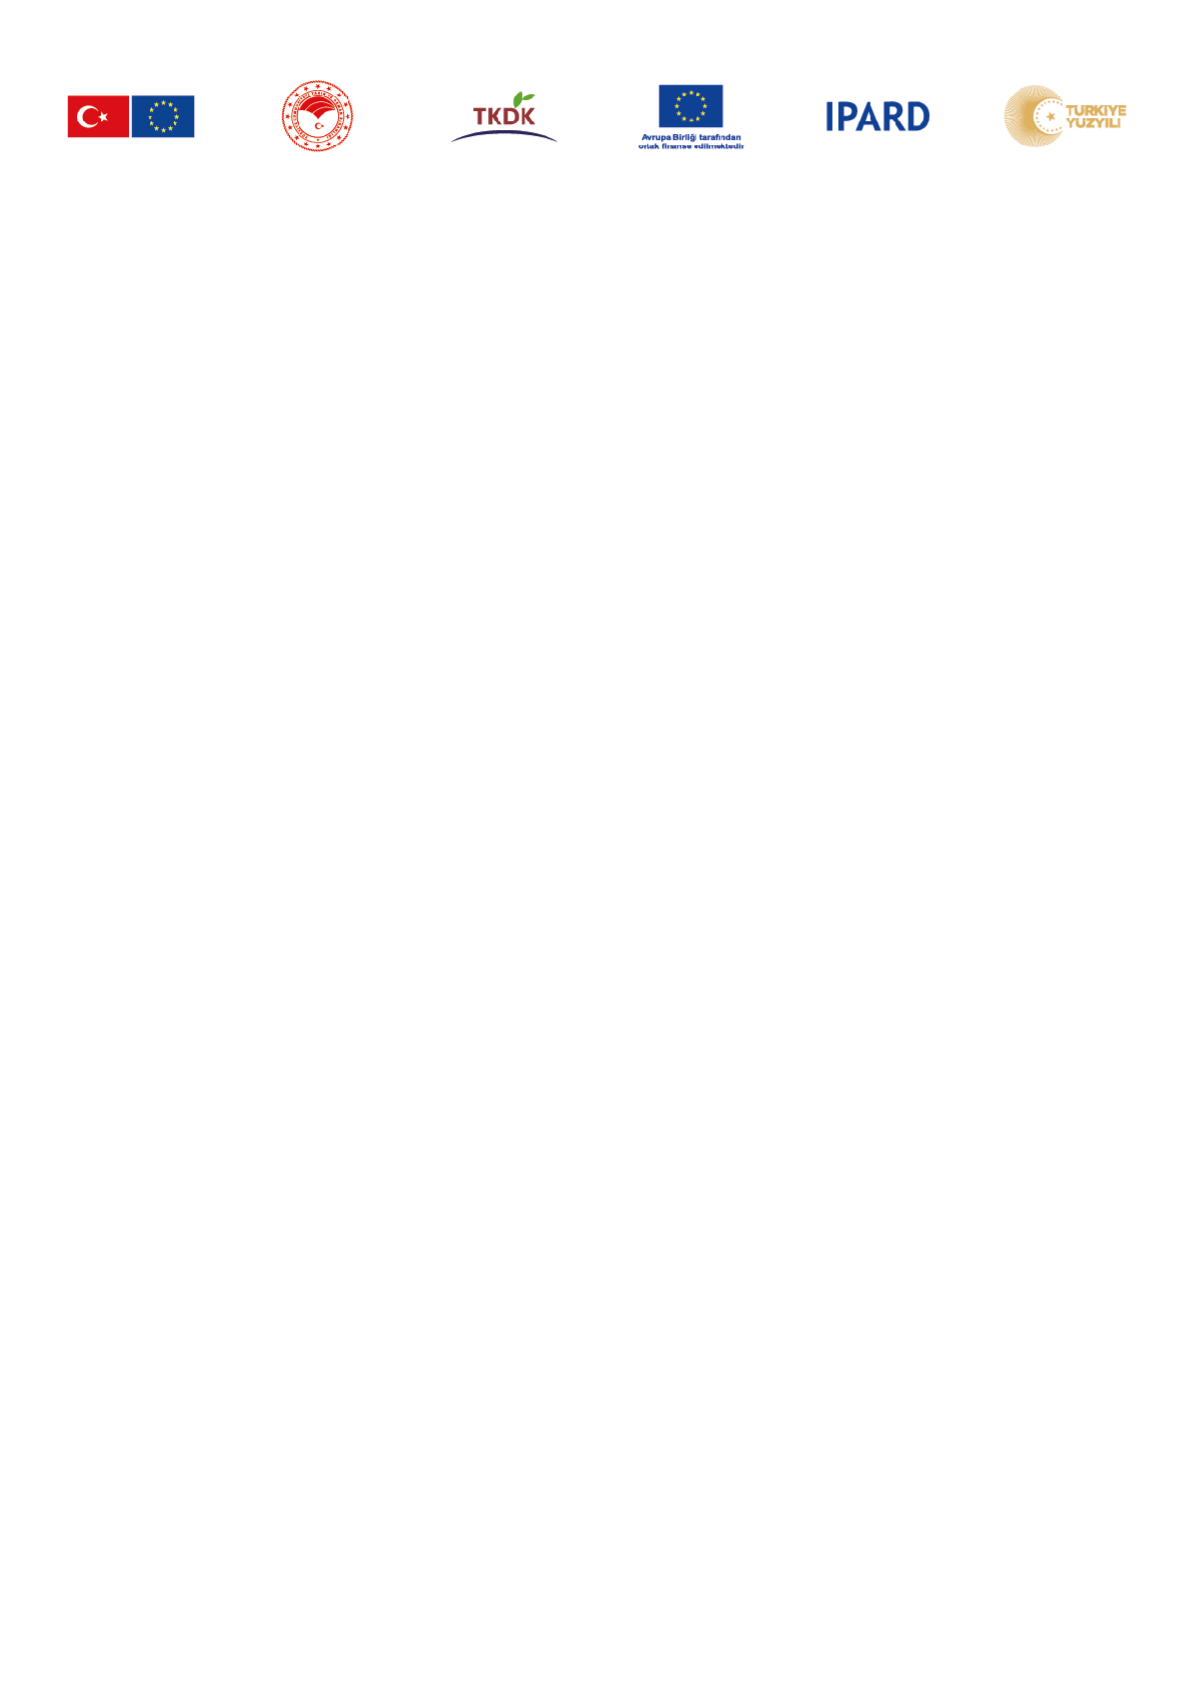 TKDK
Avrupa Birliği tarafından
ortak finanse edilmektedir
IPARD
TÜRKİYE
YÜZYILI